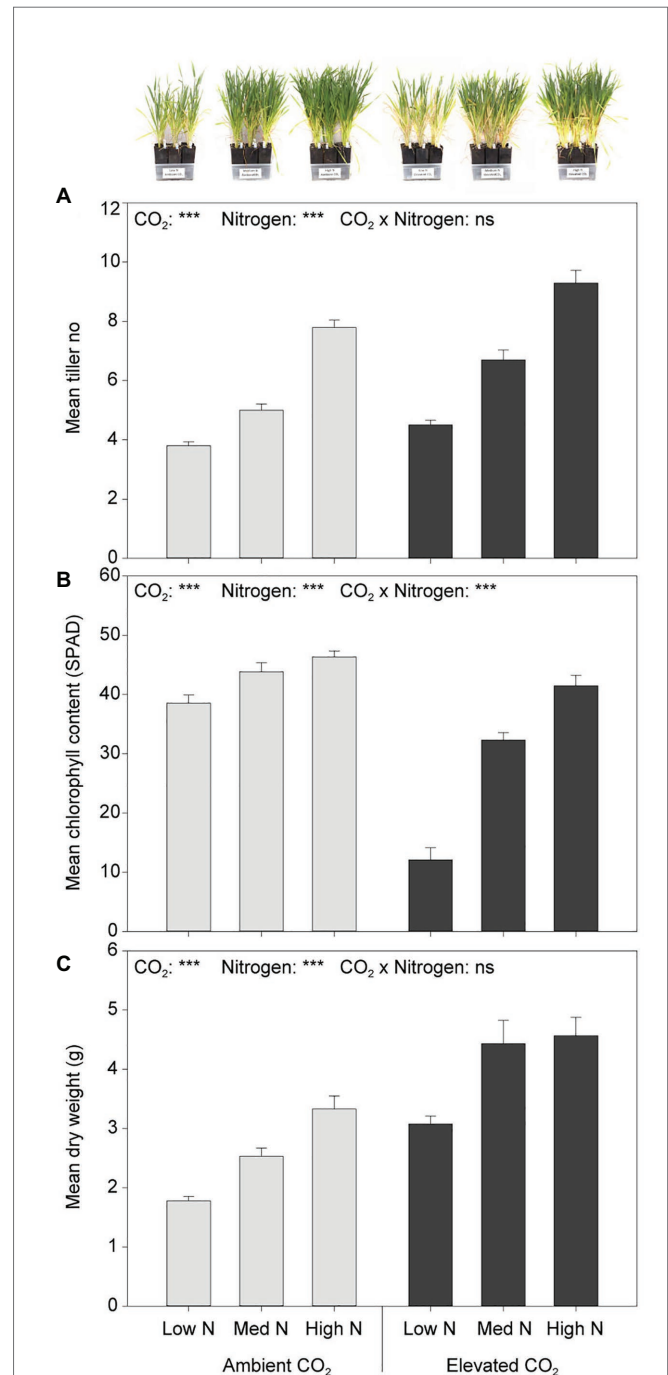 A
12
CO₂: *** Nitrogen: *** CO₂ x Nitrogen: ns
10
8
6
4
2
0
Mean tiller no
B
60
CO₂: *** Nitrogen: *** CO₂ x Nitrogen: ***
50
40
30
20
10
0
Mean chlorophyll content (SPAD)
C
6
CO₂: *** Nitrogen: *** CO₂ x Nitrogen: ns
5
4
3
2
1
0
Mean dry weight (g)
Low N Med N High N Low N Med N High N
Ambient CO₂ Elevated CO₂